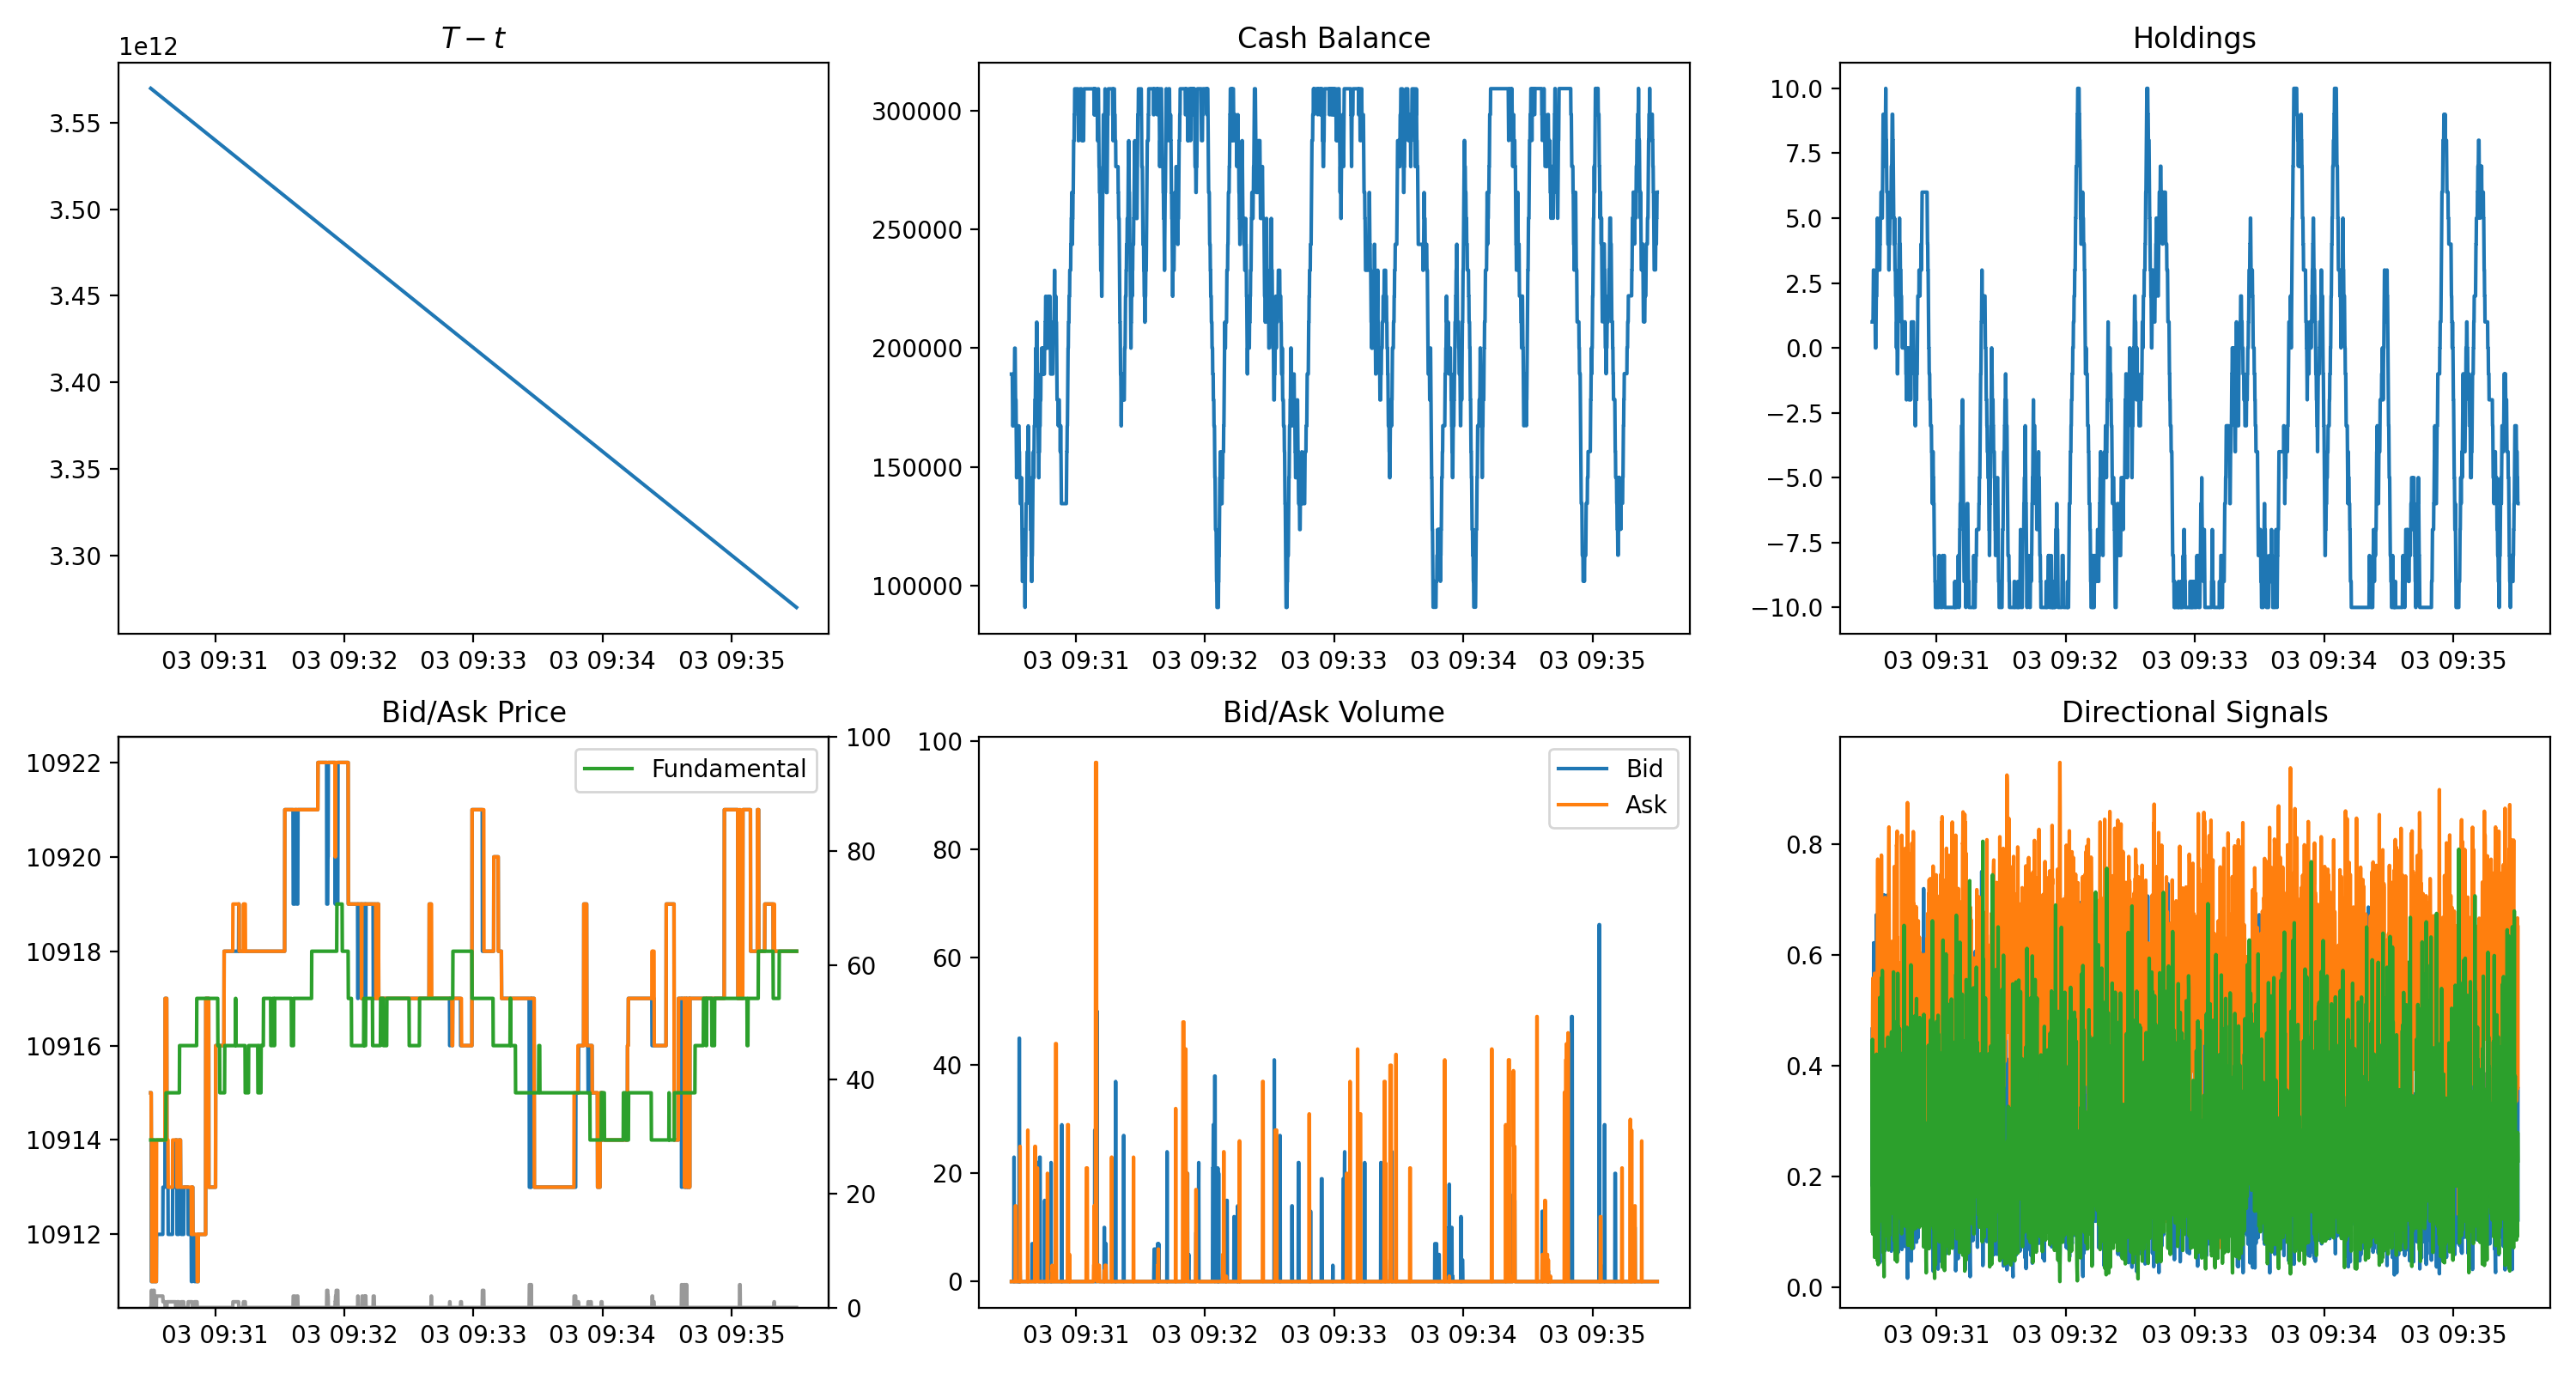 T − t
1e12
3.55
3.50
3.45
3.40
3.35
3.30
03 09:31 03 09:32 03 09:33 03 09:34 03 09:35
Cash Balance
300000
250000
200000
150000
100000
03 09:31 03 09:32 03 09:33 03 09:34 03 09:35
Holdings
10.0
7.5
5.0
2.5
0.0
−2.5
−5.0
−7.5
−10.0
03 09:31 03 09:32 03 09:33 03 09:34 03 09:35
Bid/Ask Price
10922
10920
10918
10916
10914
10912
Fundamental
100
80
60
40
20
0
03 09:31 03 09:32 03 09:33 03 09:34 03 09:35
Bid/Ask Volume
100
80
60
40
20
0
Bid
Ask
03 09:31 03 09:32 03 09:33 03 09:34 03 09:35
Directional Signals
0.8
0.6
0.4
0.2
0.0
03 09:31 03 09:32 03 09:33 03 09:34 03 09:35